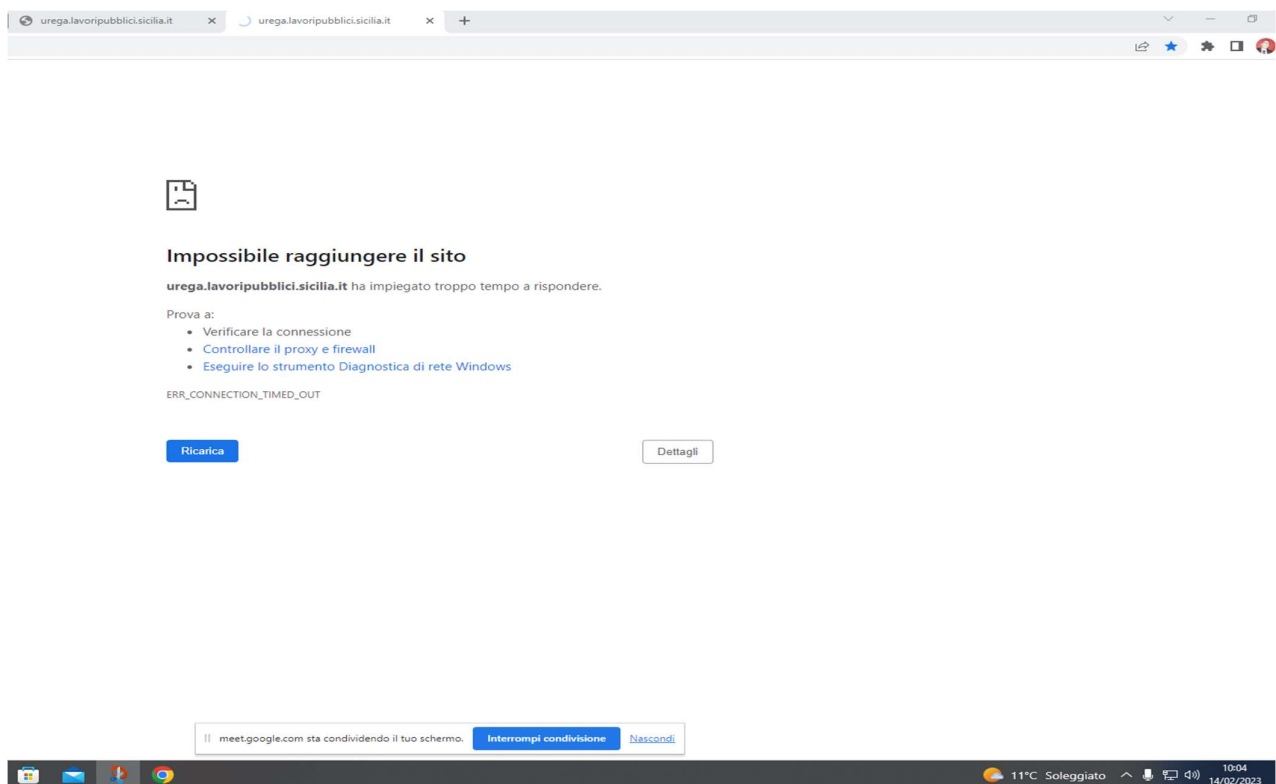 urega.lavoripubblici.sicilia.it
urega.lavoripubblici.sicilia.it
Impossibile raggiungere il sito
urega.lavoripubblici.sicilia.it ha impiegato troppo tempo a rispondere.
Prova a:
• Verificare la connessione
• Controllare il proxy e firewall
• Eseguire lo strumento Diagnostica di rete Windows
ERR_CONNECTION_TIMED_OUT
Ricarica
Dettagli
meet.google.com sta condividendo il tuo schermo.
Interrompi condivisione
Nascondi
11°C Soleggiato
10:04
14/02/2023